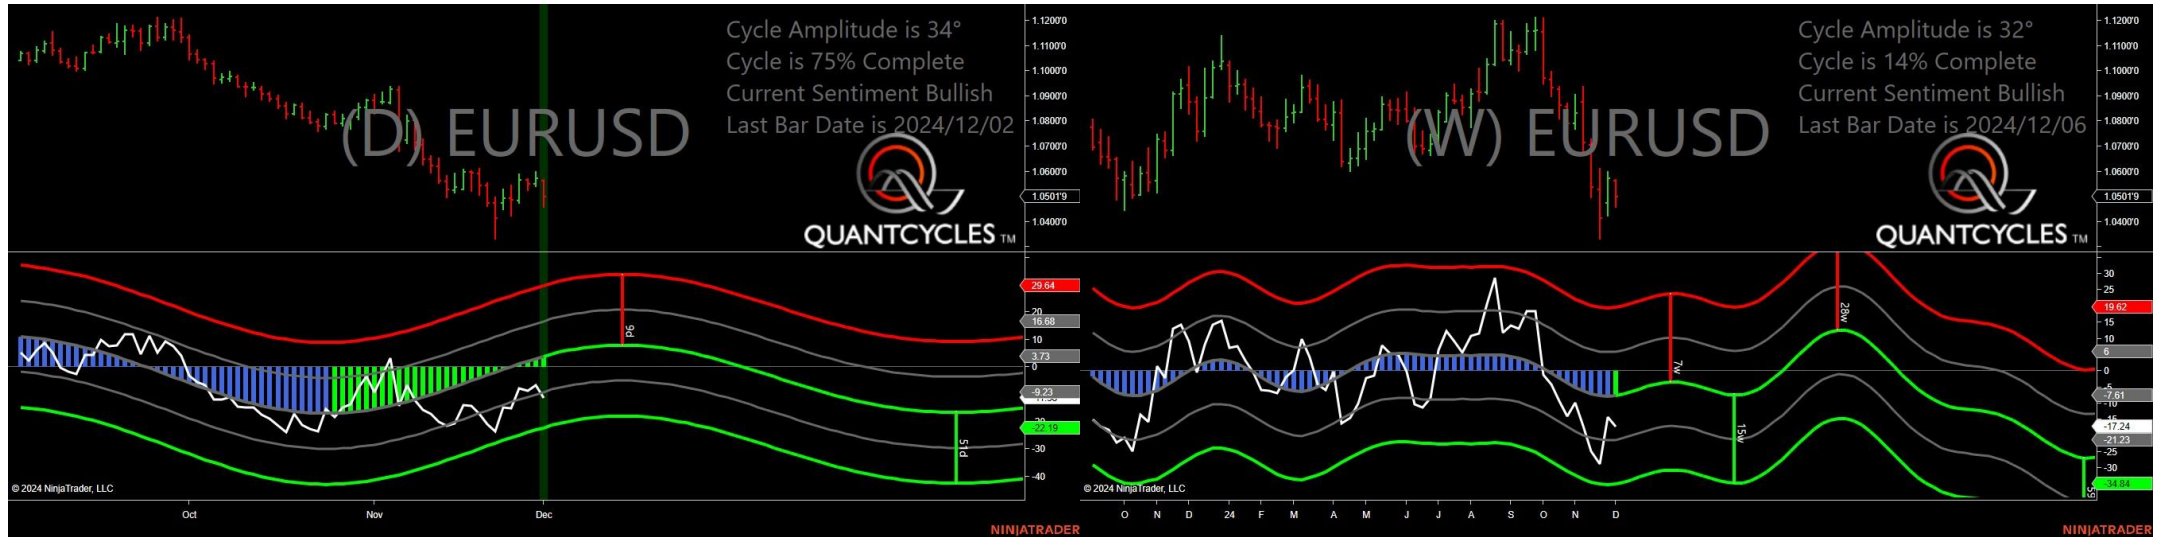 Cycle Amplitude is 34°
Cycle is 75% Complete
Current Sentiment Bullish
Last Bar Date is 2024/12/02
(D) EURUSD
QUANTCYCLES TM
1.1200'0
1.1100'0
1.1000'0
1.0900'0
1.0800'0
1.0700'0
1.0600'0
1.0501'9
1.0400'0
29.64
20
16.68
10
3.73
0
-9.23
-22.19
-30
-40
9d
51d
© 2024 NinjaTrader, LLC
Oct
Nov
Dec
NINJATRADER
Cycle Amplitude is 32°
Cycle is 14% Complete
Current Sentiment Bullish
Last Bar Date is 2024/12/06
(W) EURUSD
QUANTCYCLES TM
1.1200'0
1.1100'0
1.1000'0
1.0900'0
1.0800'0
1.0700'0
1.0600'0
1.0501'9
1.0400'0
30
25
19.62
15
10
6
0
-5
-7.61
-10
-15
-17.24
-21.23
-25
-30
-34.84
7w
15w
28w
59
© 2024 NinjaTrader, LLC
O
N
D
24
F
M
A
M
J
J
A
S
O
N
D
NINJATRADER